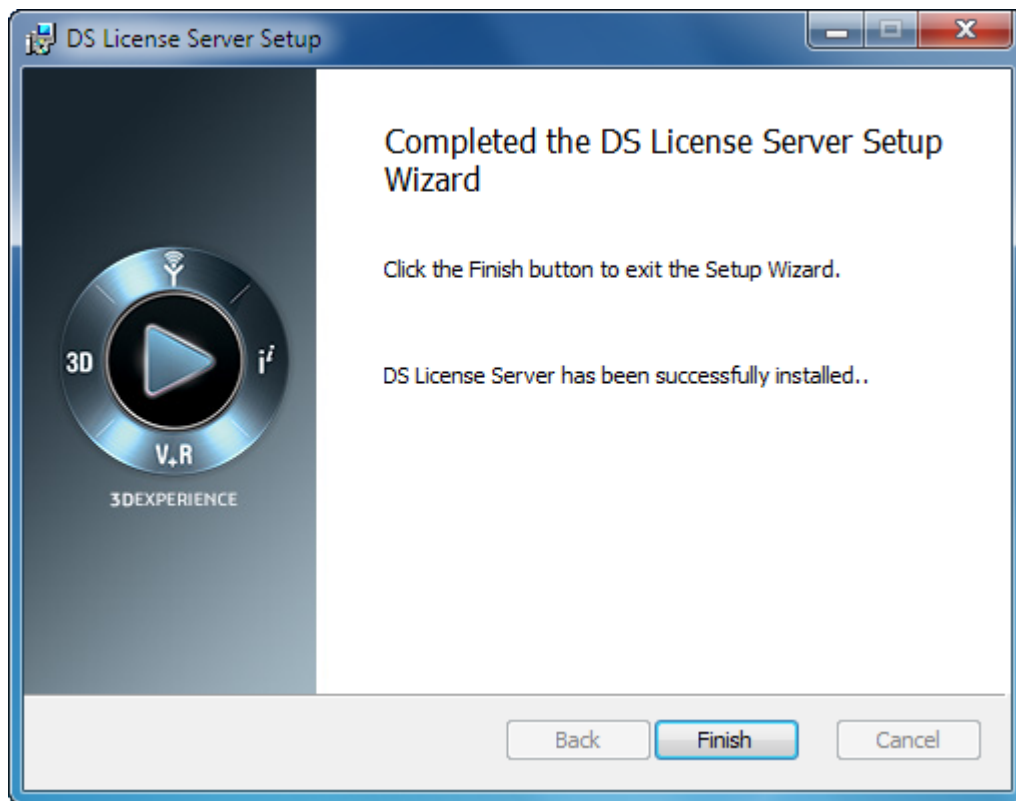 DS License Server Setup
Completed the DS License Server Setup
Wizard
Click the Finish button to exit the Setup Wizard.
DS License Server has been successfully installed..
3D
iⁱ
V+R
3DEXPERIENCE
Back
Finish
Cancel